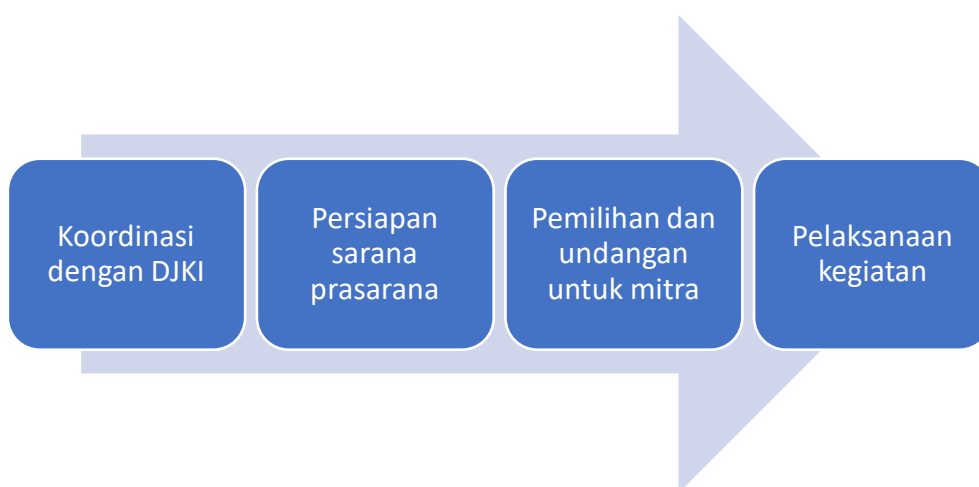 Koordinasi
dengan DJKI
Persiapan
sarana
prasarana
Pemilihan dan
undangan
untuk mitra
Pelaksanaan
kegiatan